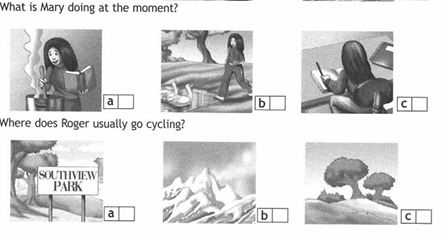 What is Mary doing at the moment?
a
b
c
Where does Roger usually go cycling?
SOUTHVIEW
PARK
a
b
c